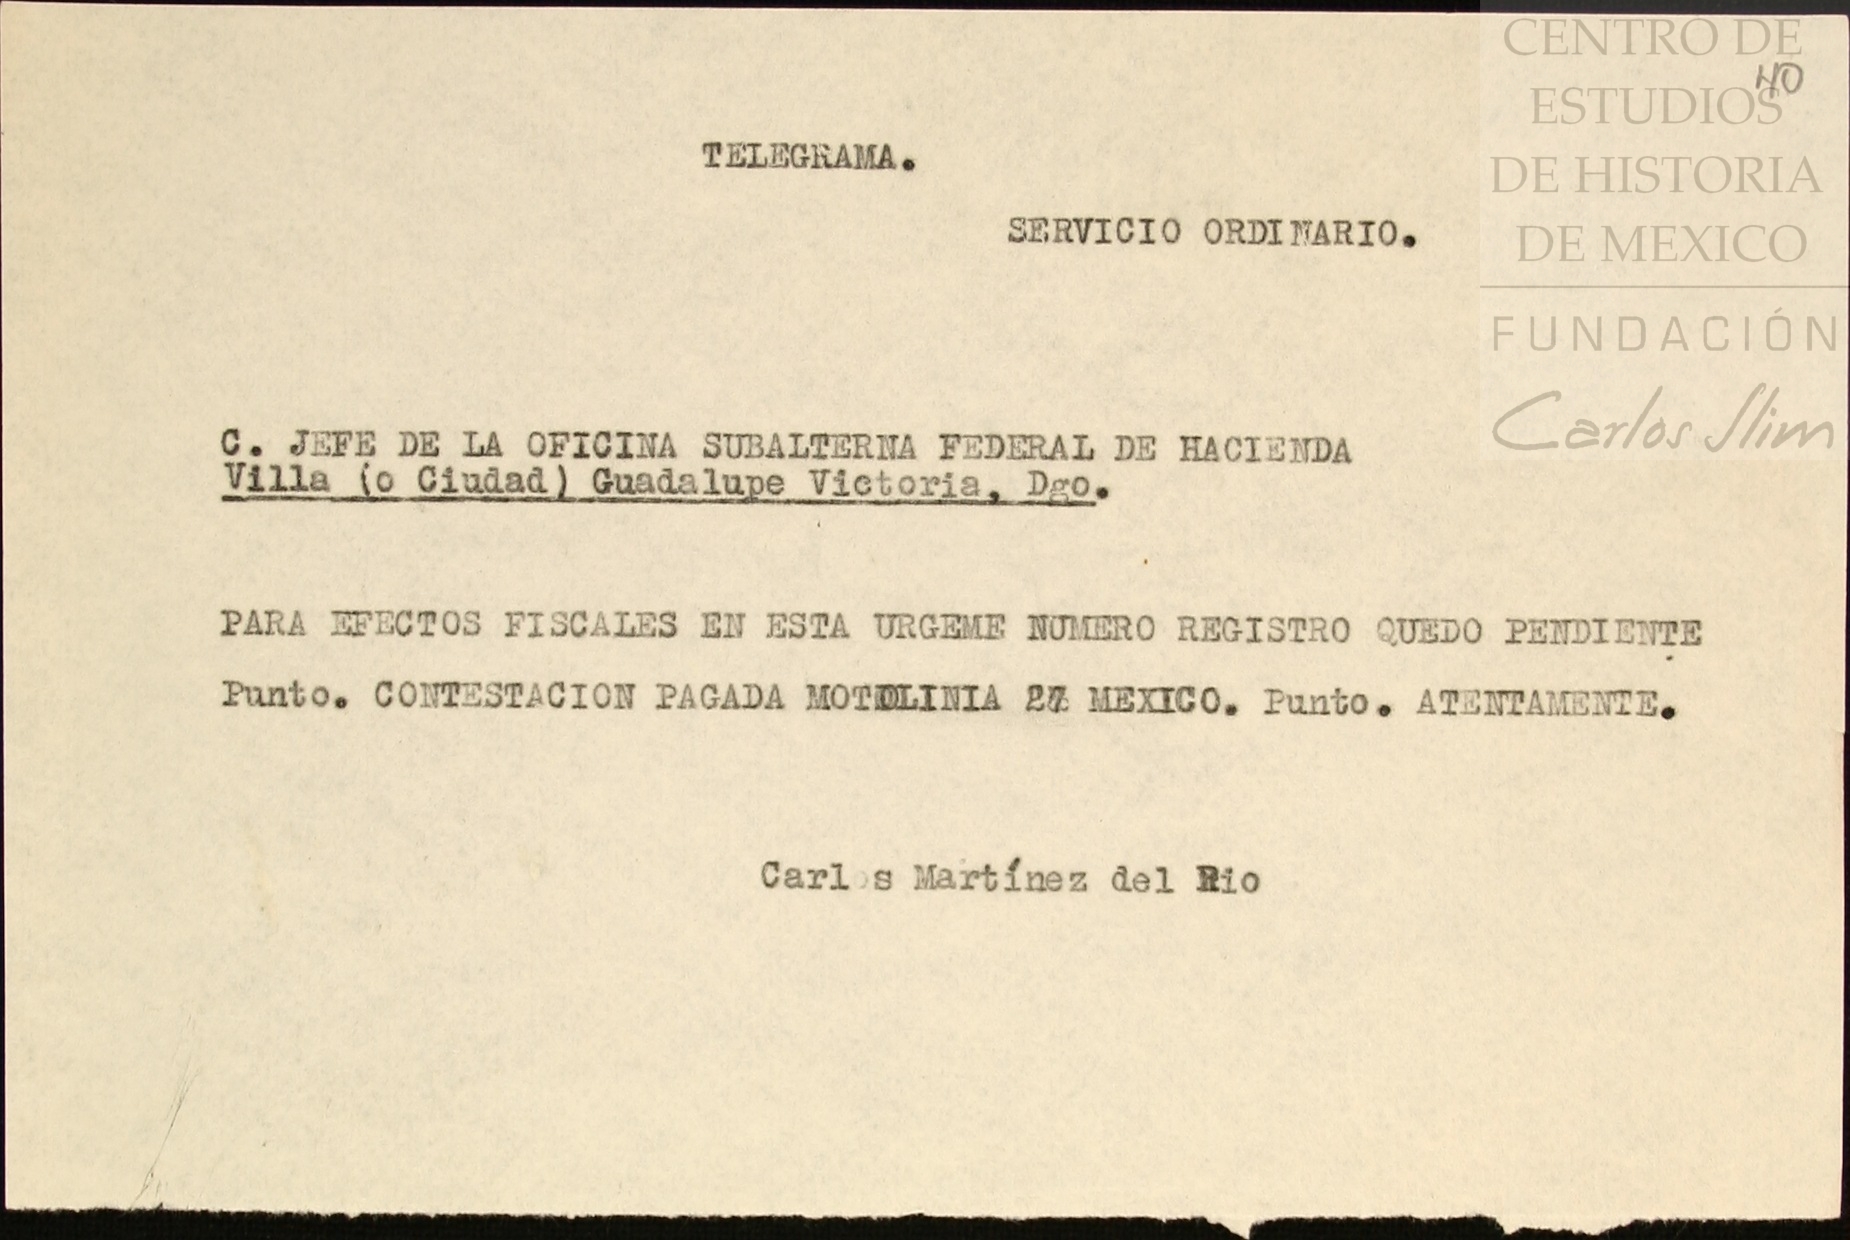 CENTRO DE
ESTUDIOS
DE HISTORIA
DE MEXICO
FUNDACIÓN
Carlos Slim
40
TELEGRAMA.
SERVICIO ORDINARIO.
C. JEFE DE LA OFICINA SUBALTERNA FEDERAL DE HACIENDA
Villa (o Ciudad) Guadalupe Victoria, Dgo.
PARA EFECTOS FISCALES EN ESTA URGEME NUMERO REGISTRO QUEDO PENDIENTE
Punto. CONTESTACION PAGADA MOTOLINIA MEXICO. Punto. ATENTAMENTE.
Carlos Martínez del Rio